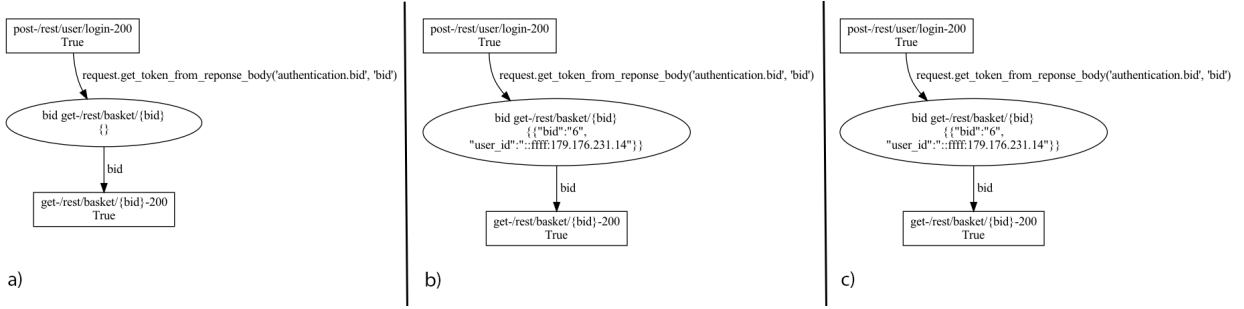 post-/rest/user/login-200
True
request.get_token_from_reponse_body('authentication.bid', 'bid')
bid get-/rest/basket/{bid}
{}
bid
get-/rest/basket/{bid}-200
True
a)
post-/rest/user/login-200
True
request.get_token_from_reponse_body('authentication.bid', 'bid')
bid get-/rest/basket/{bid}
{{"bid":"6",
"user_id":"::ffff:179.176.231.14"}}
bid
get-/rest/basket/{bid}-200
True
b)
post-/rest/user/login-200
True
request.get_token_from_reponse_body('authentication.bid', 'bid')
bid get-/rest/basket/{bid}
{{"bid":"6",
"user_id":"::ffff:179.176.231.14"}}
bid
get-/rest/basket/{bid}-200
True
c)